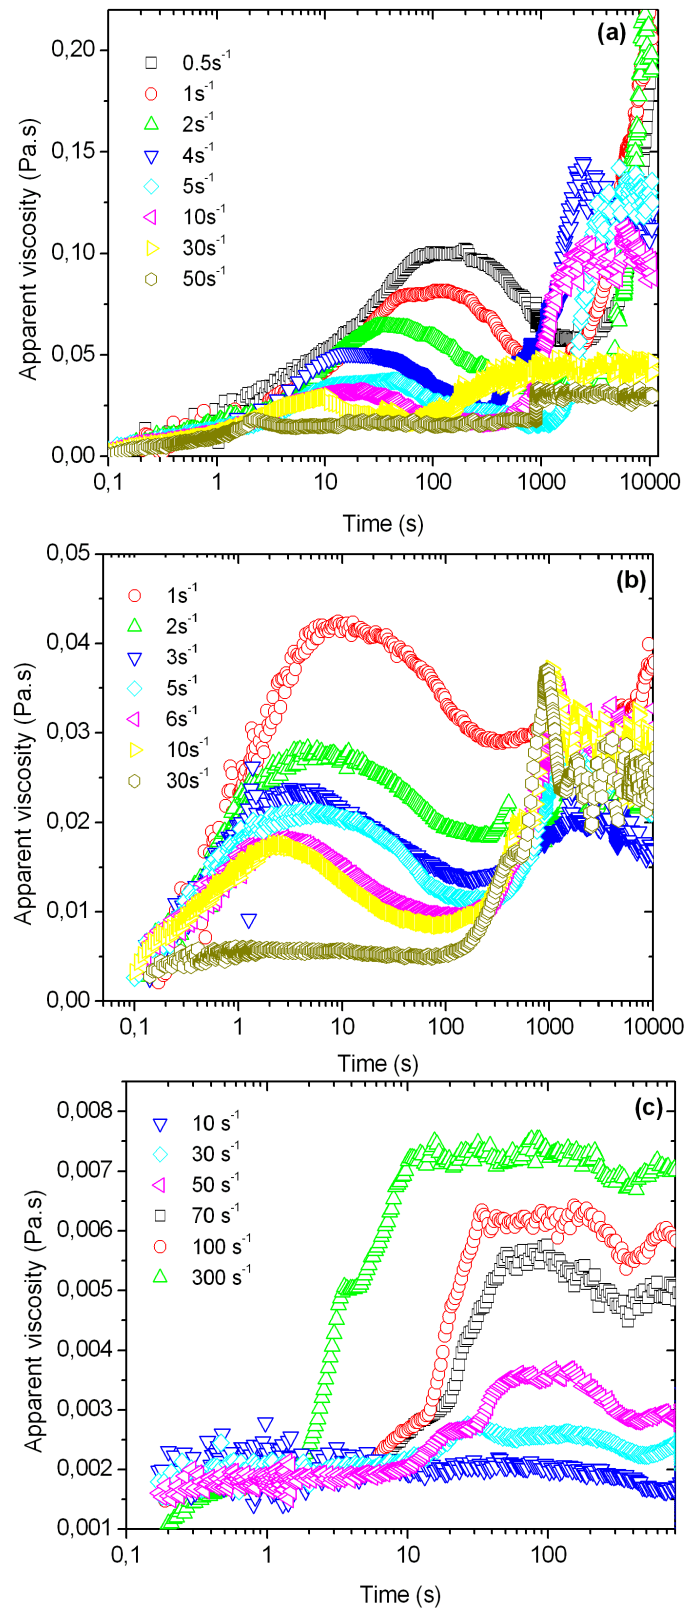 (a)
0,20
0,15
0,10
0,05
0,00
Apparent viscosity (Pa.s)
0.5s⁻¹
1s⁻¹
2s⁻¹
4s⁻¹
5s⁻¹
10s⁻¹
30s⁻¹
50s⁻¹
0,1 1 10 100 1000 10000
Time (s)
(b)
0,05
0,04
0,03
0,02
0,01
0,00
Apparent viscosity (Pa.s)
1s⁻¹
2s⁻¹
3s⁻¹
5s⁻¹
6s⁻¹
10s⁻¹
30s⁻¹
0,1 1 10 100 1000 10000
Time (s)
(c)
0,008
0,007
0,006
0,005
0,004
0,003
0,002
0,001
Apparent viscosity (Pa.s)
10 s⁻¹
30 s⁻¹
50 s⁻¹
70 s⁻¹
100 s⁻¹
300 s⁻¹
0,1 1 10 100
Time (s)